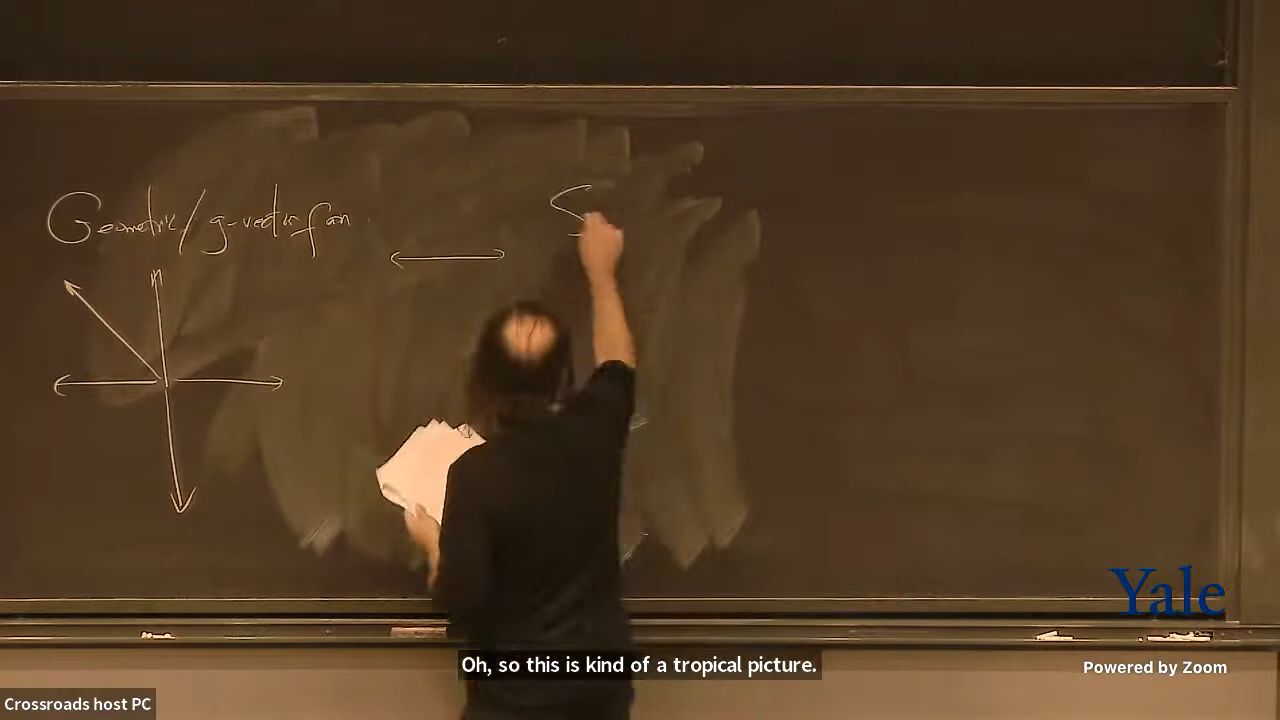 Geometric/g-vector fan
S
Yale
Oh, so this is kind of a tropical picture.
Powered by Zoom
Crossroads host PC